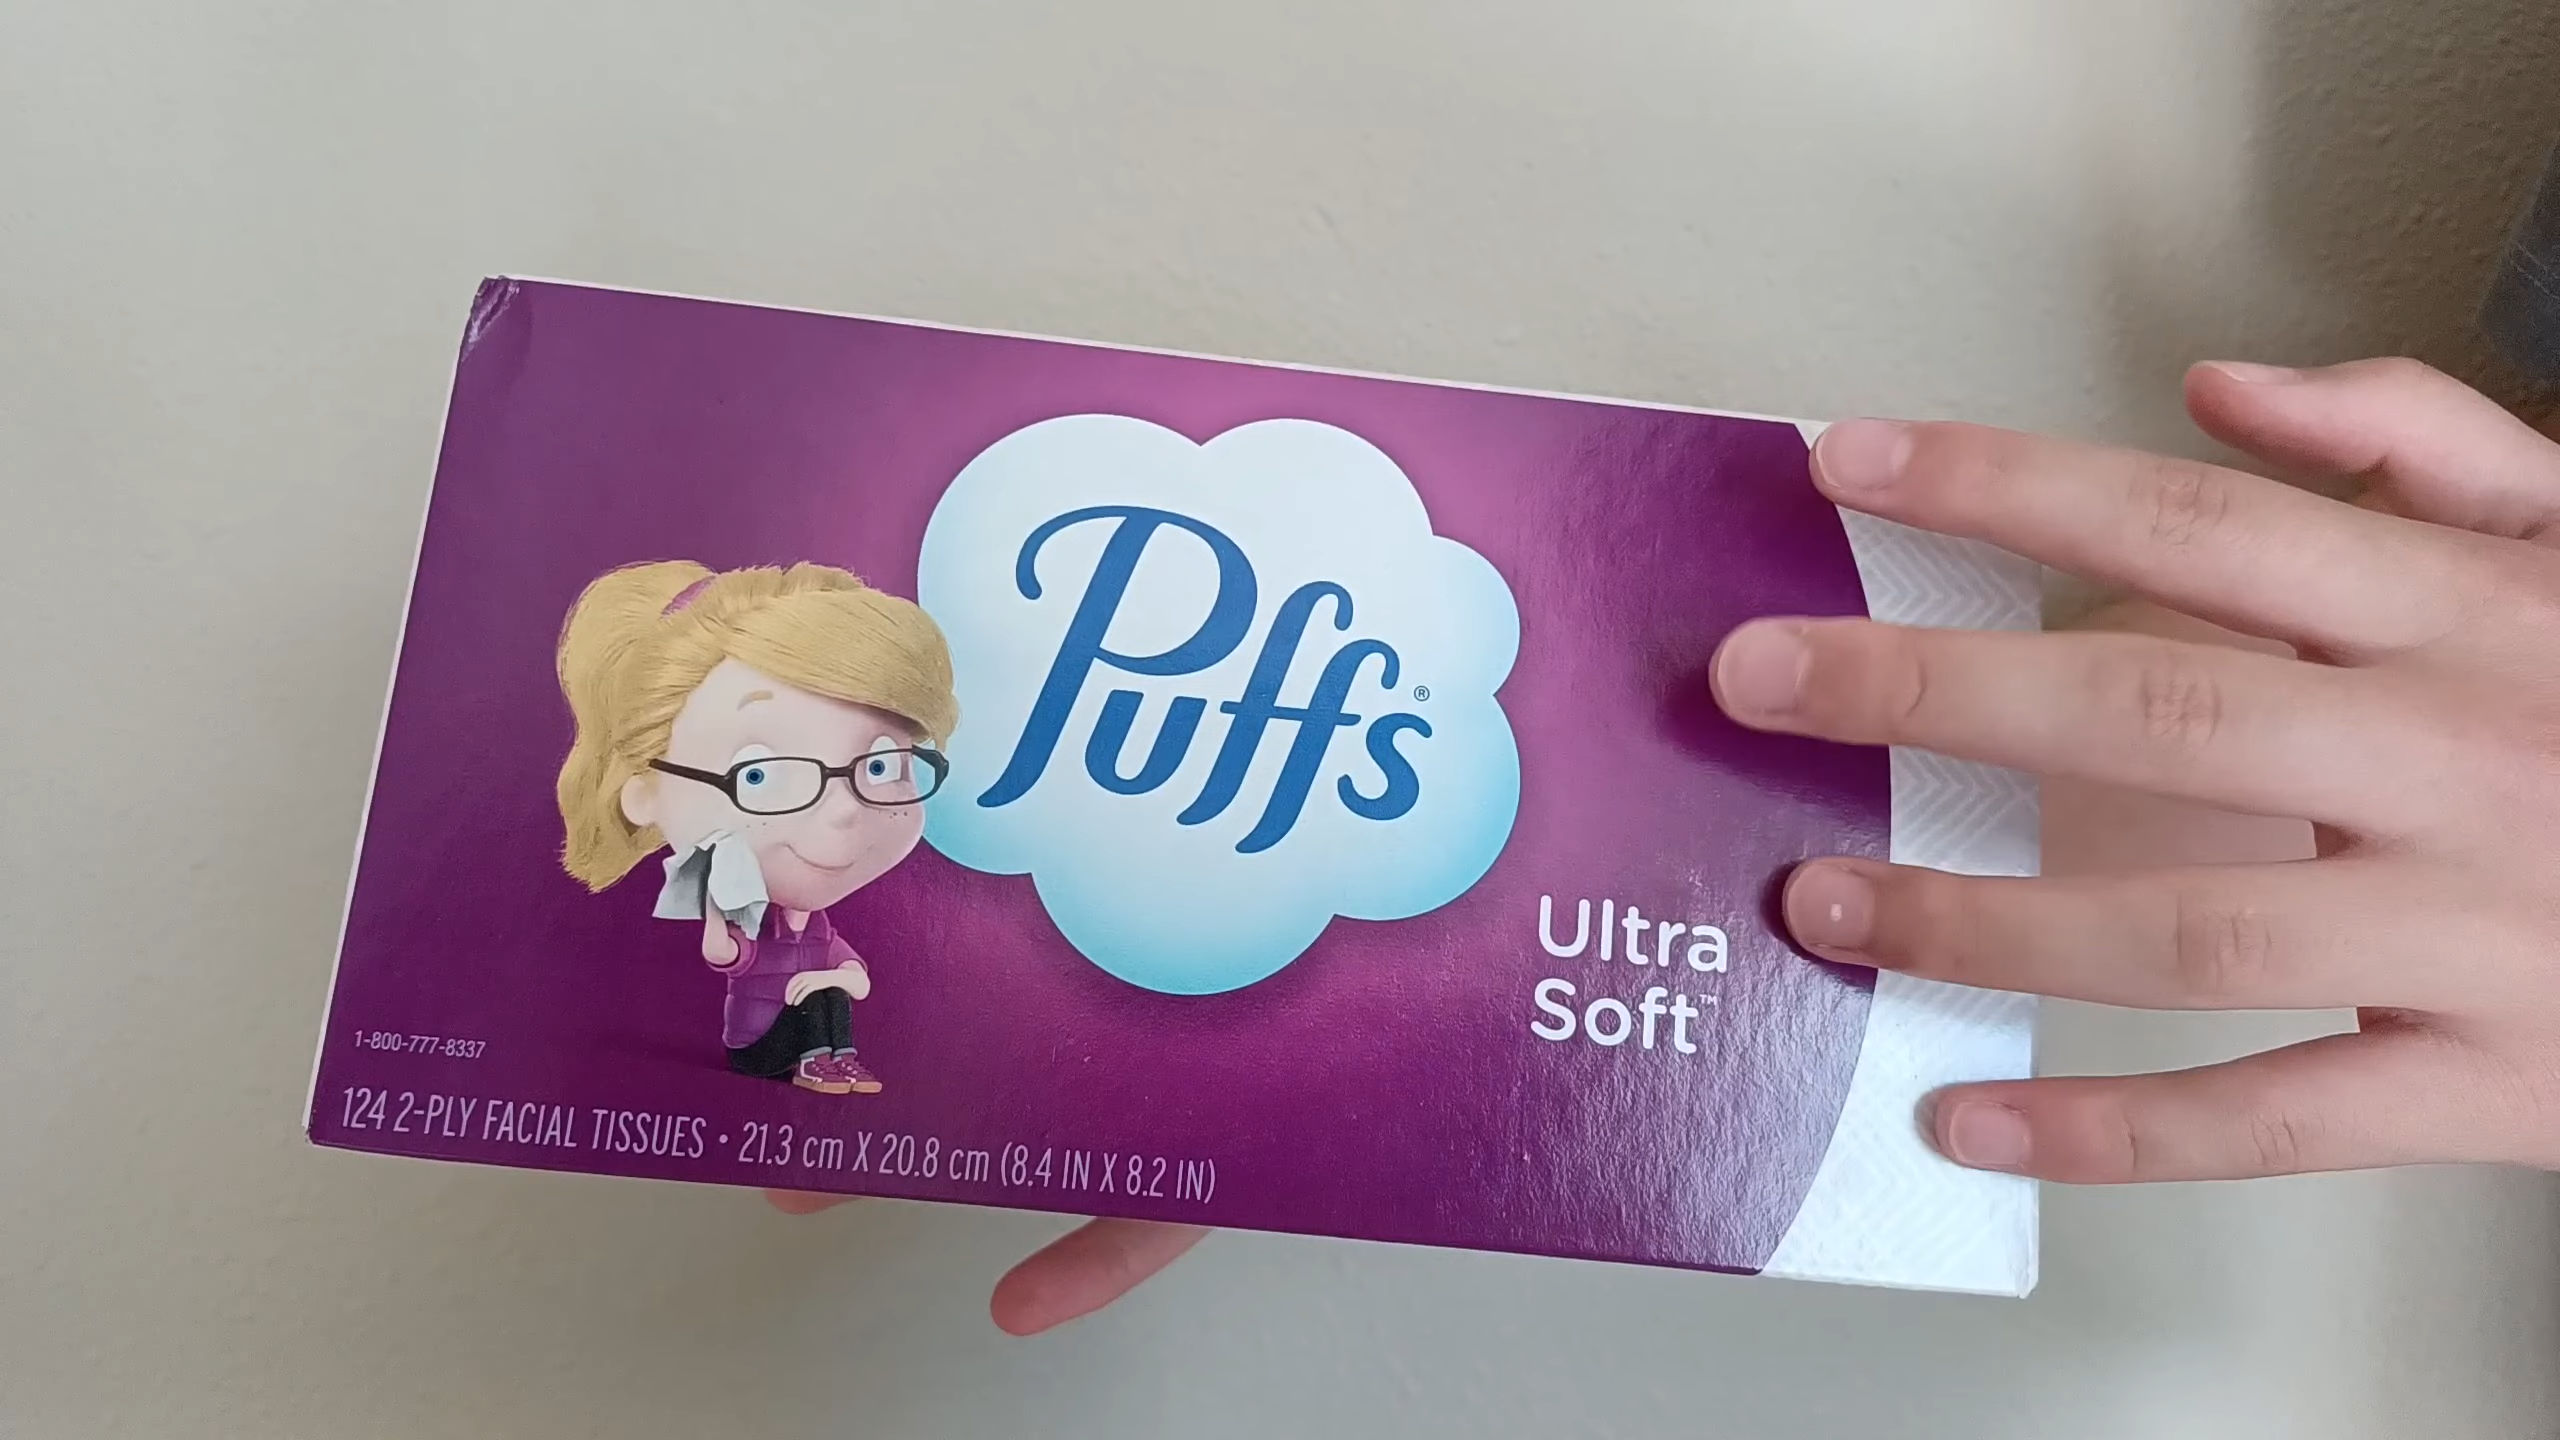 Puffs®
Ultra
Soft™
1-800-777-8337
124 2-PLY FACIAL TISSUES • 21.3 cm X 20.8 cm (8.4 IN X 8.2 IN)